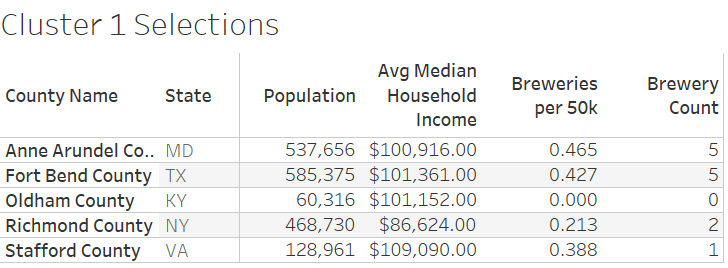 Cluster 1 Selections
County Name State Population Avg Median Household Income Breweries per 50k Brewery Count
Anne Arundel Co.. MD 537,656 $100,916.00 0.465 5
Fort Bend County TX 585,375 $101,361.00 0.427 5
Oldham County KY 60,316 $101,152.00 0.000 0
Richmond County NY 468,730 $86,624.00 0.213 2
Stafford County VA 128,961 $109,090.00 0.388 1